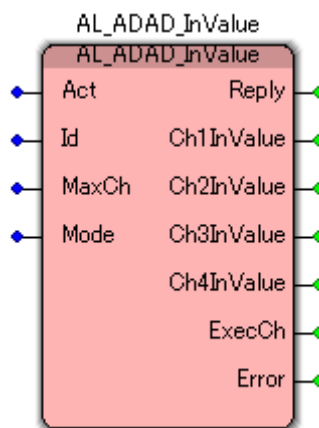 AL_ADAD_InValue
AL_ADAD_InValue
Act Reply
Id Ch1InValue
MaxCh Ch2InValue
Mode Ch3InValue
Ch4InValue
ExecCh
Error